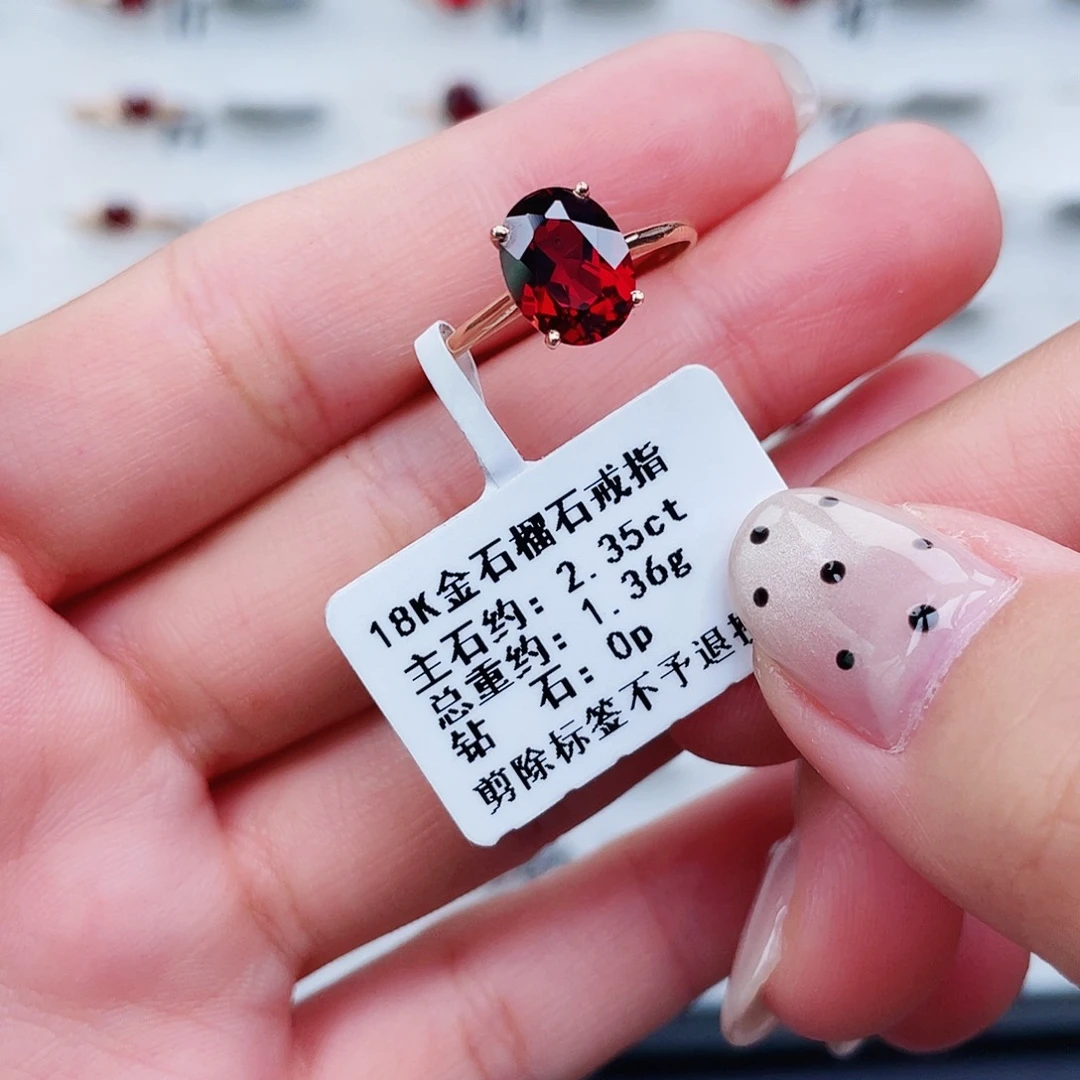 18K金石榴石戒指
主石约: 2.35ct
总重约: 1.36g
钻 石: 0p
剪除标签不予退